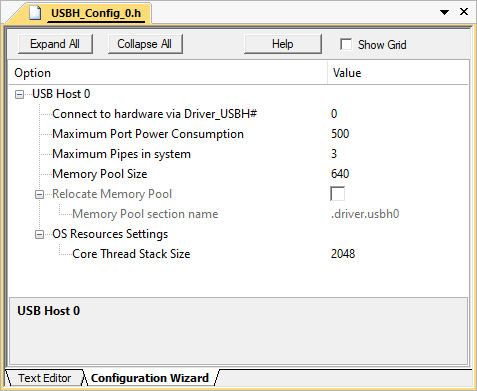 USBH_Config_0.h
Expand All Collapse All Help Show Grid
Option Value
USB Host 0
Connect to hardware via Driver_USBH# 0
Maximum Port Power Consumption 500
Maximum Pipes in system 3
Memory Pool Size 640
Relocate Memory Pool
Memory Pool section name .driver.usbh0
OS Resources Settings
Core Thread Stack Size 2048
USB Host 0
Text Editor Configuration Wizard